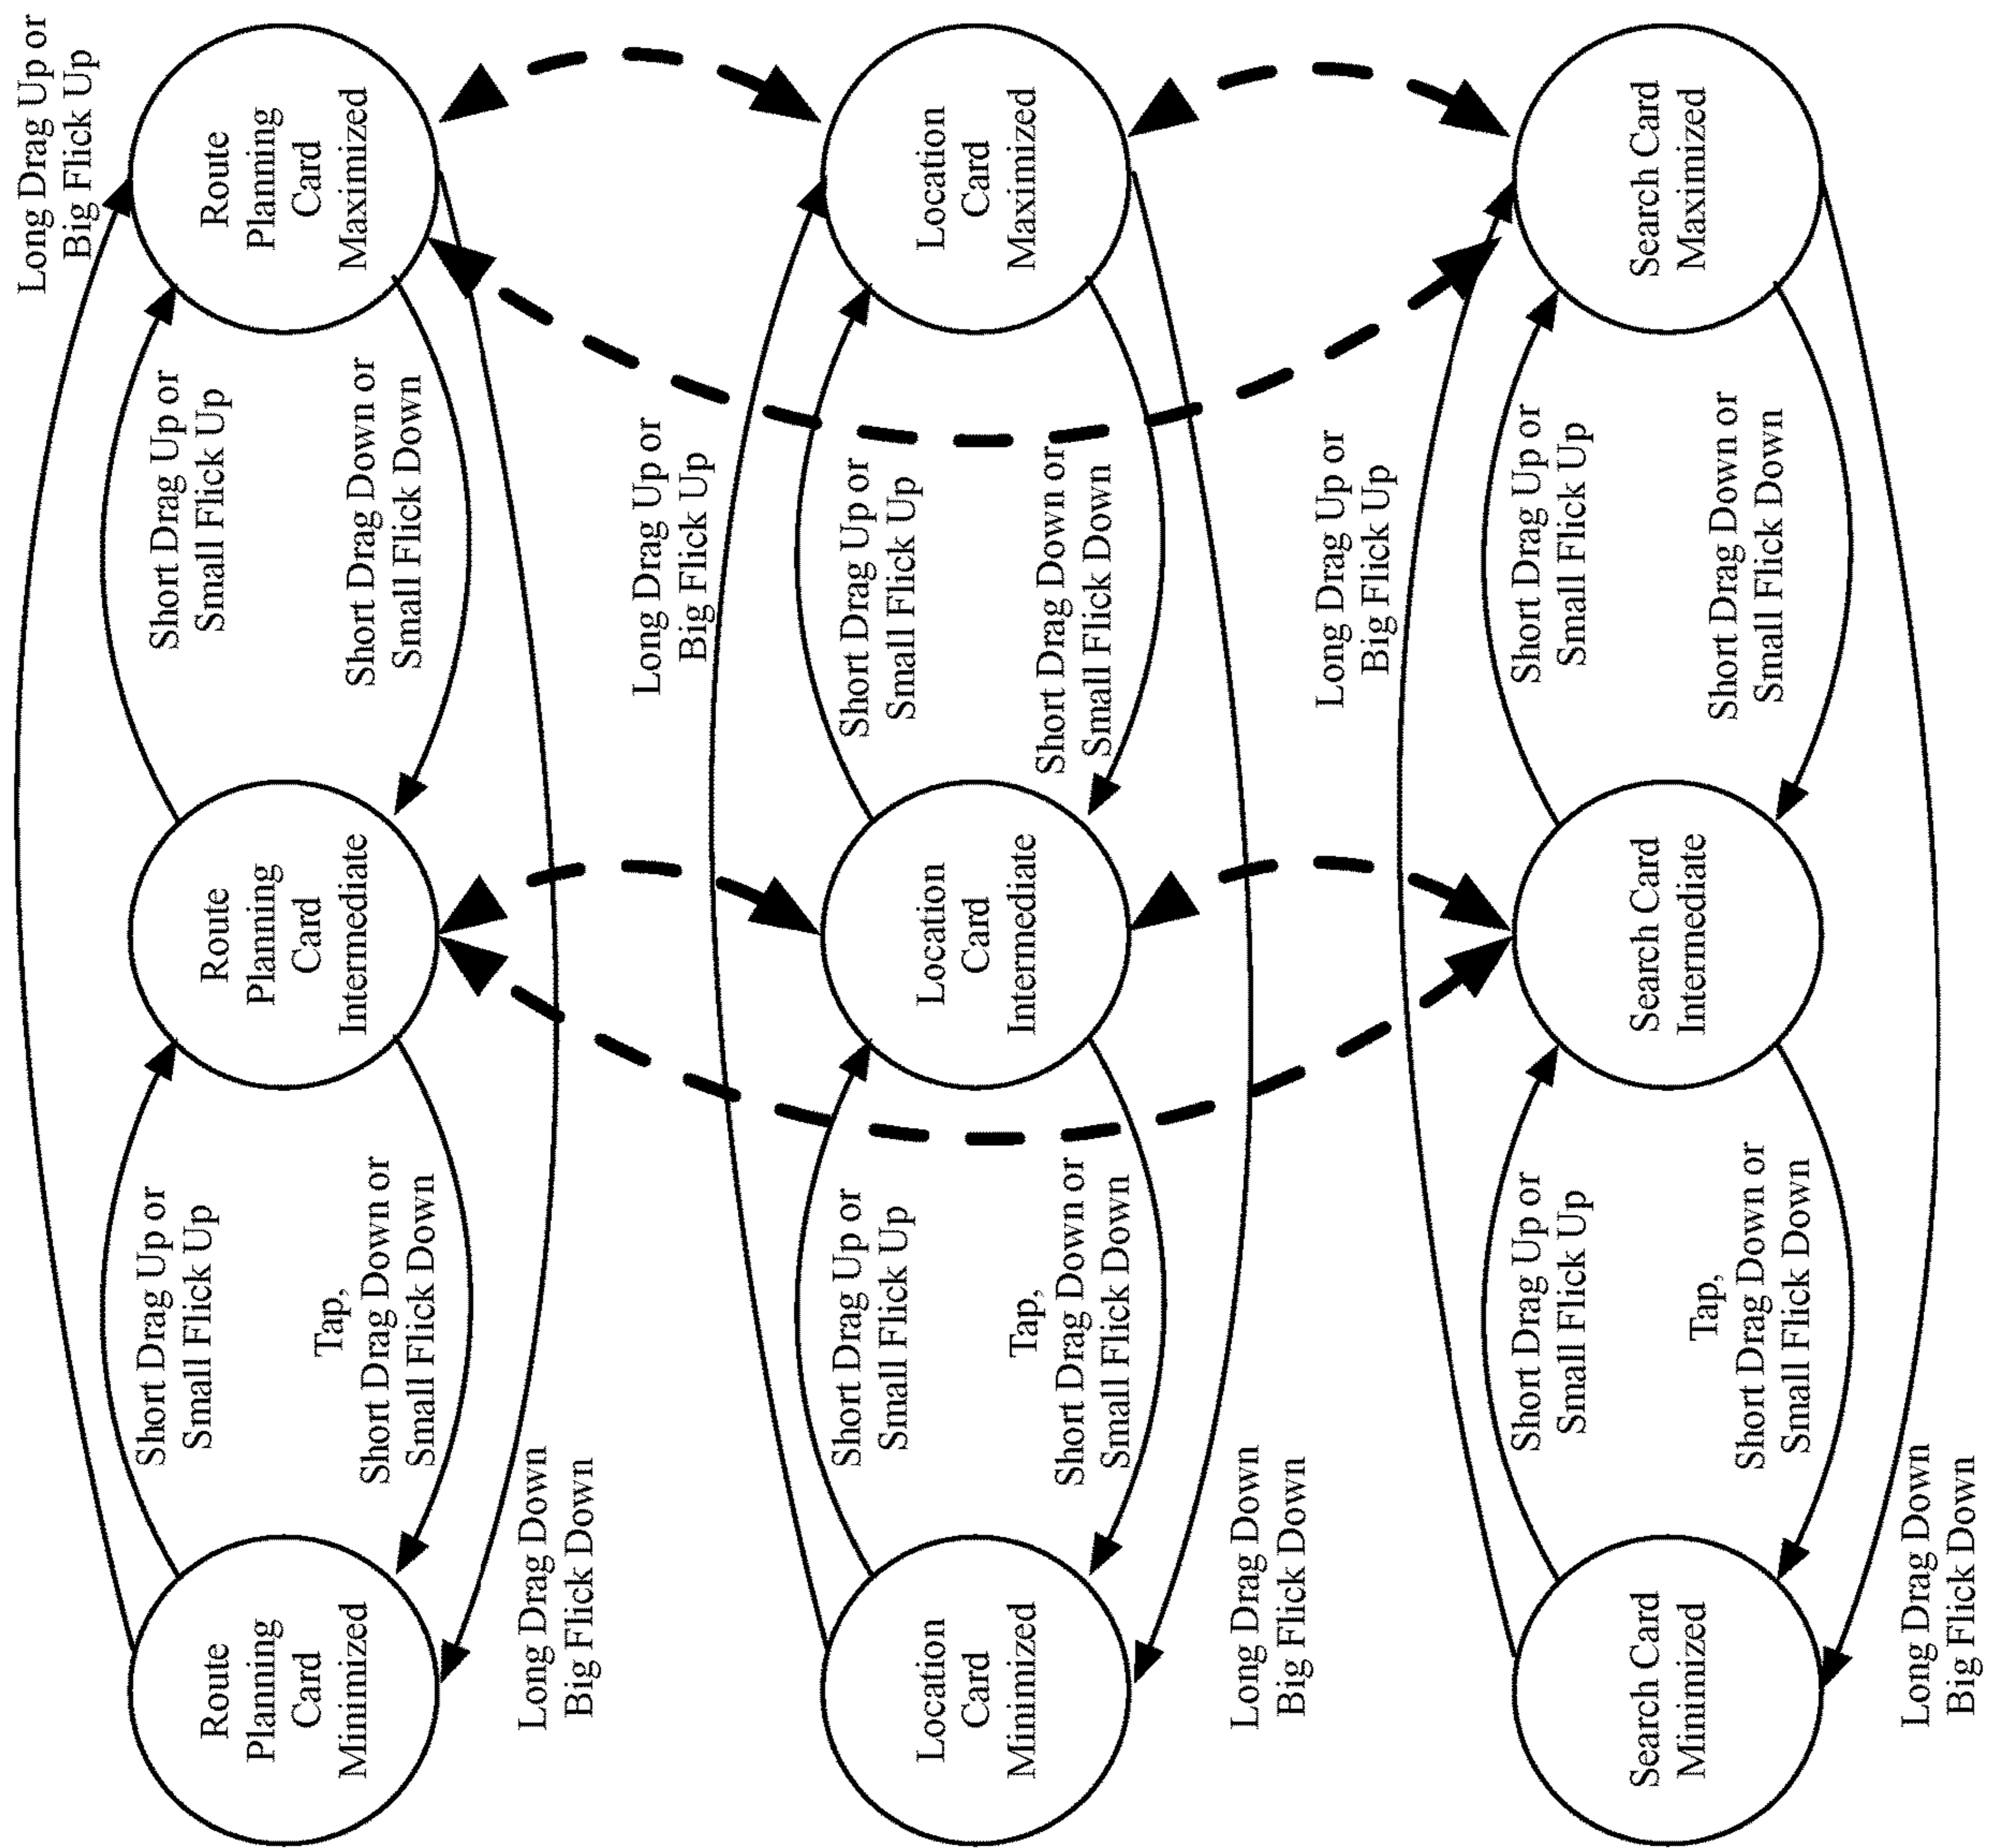 Long Drag Up or
Big Flick Up
Route
Planning
Card
Minimized
Short Drag Up or
Small Flick Up
Tap,
Short Drag Down or
Small Flick Down
Route
Planning
Card
Intermediate
Short Drag Up or
Small Flick Up
Short Drag Down or
Small Flick Down
Route
Planning
Card
Maximized
Long Drag Down
Big Flick Down
Long Drag Up or
Big Flick Up
Location
Card
Minimized
Short Drag Up or
Small Flick Up
Tap,
Short Drag Down or
Small Flick Down
Location
Card
Intermediate
Short Drag Up or
Small Flick Up
Short Drag Down or
Small Flick Down
Location
Card
Maximized
Long Drag Down
Big Flick Down
Long Drag Up or
Big Flick Up
Search Card
Minimized
Short Drag Up or
Small Flick Up
Tap,
Short Drag Down or
Small Flick Down
Search Card
Intermediate
Short Drag Up or
Small Flick Up
Short Drag Down or
Small Flick Down
Search Card
Maximized
Long Drag Down
Big Flick Down